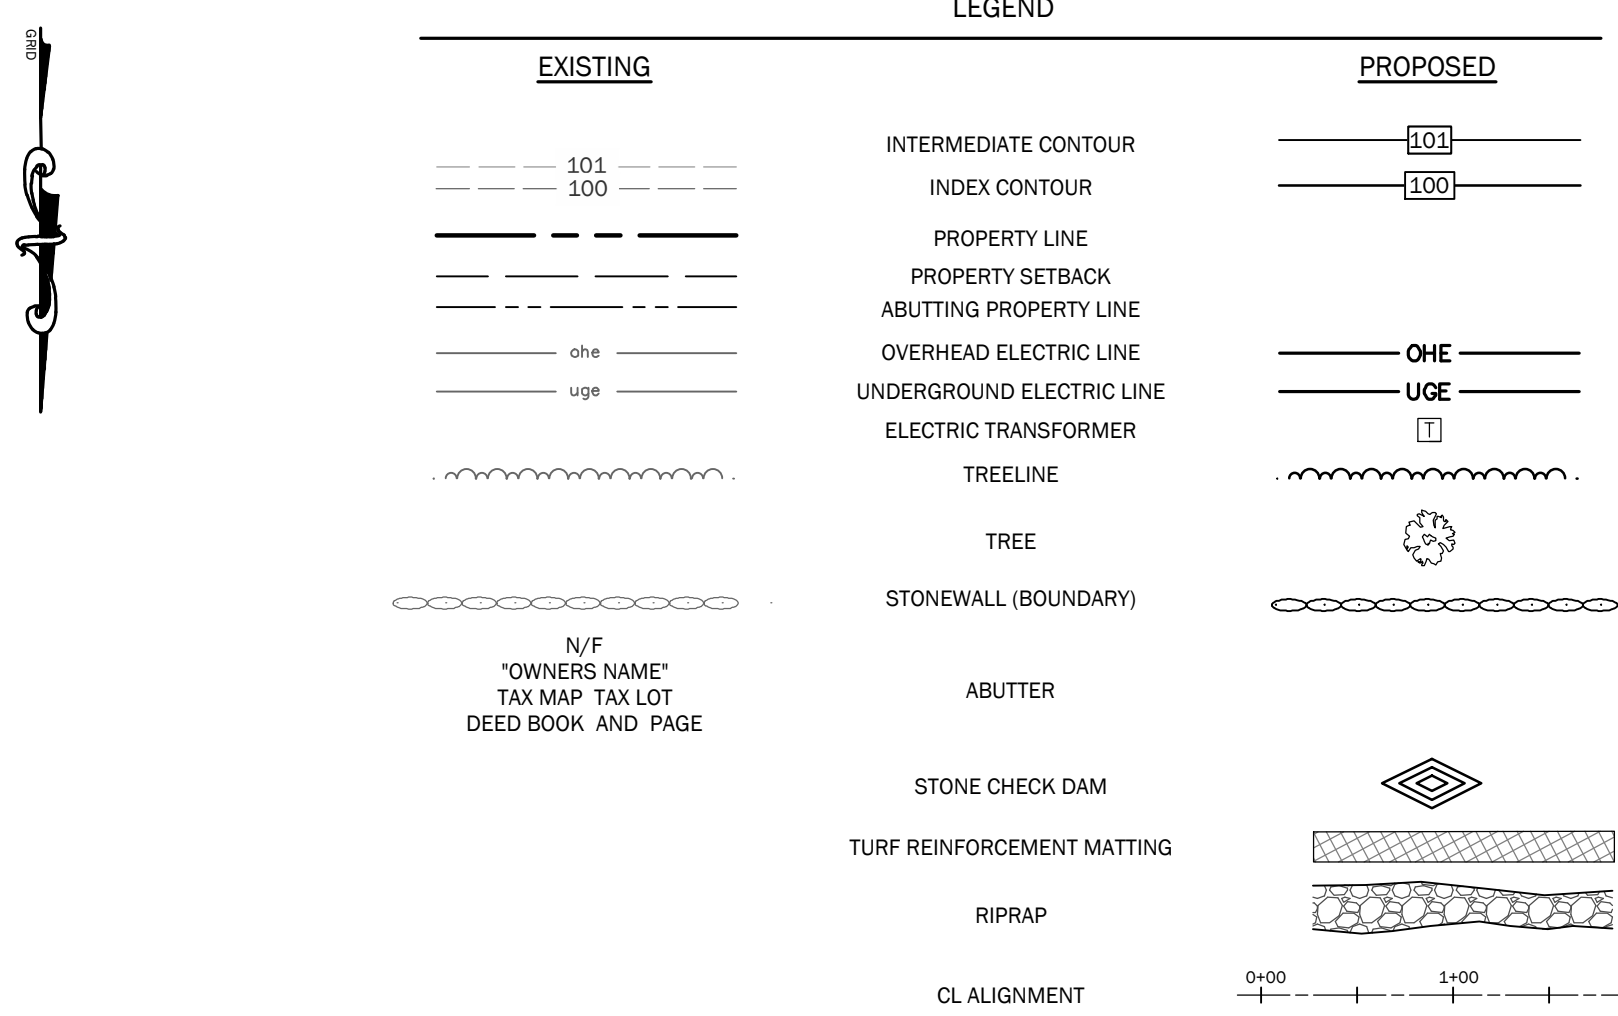 LEGEND
GRID
EXISTING
PROPOSED
INTERMEDIATE CONTOUR
101
101
INDEX CONTOUR
100
100
PROPERTY LINE
PROPERTY SETBACK
ABUTTING PROPERTY LINE
ohe
OVERHEAD ELECTRIC LINE
OHE
uge
UNDERGROUND ELECTRIC LINE
UGE
ELECTRIC TRANSFORMER
T
TREELINE
TREE
STONEWALL (BOUNDARY)
N/F
"OWNERS NAME"
TAX MAP TAX LOT
DEED BOOK AND PAGE
ABUTTER
STONE CHECK DAM
TURF REINFORCEMENT MATTING
RIPRAP
CL ALIGNMENT
0+00
1+00